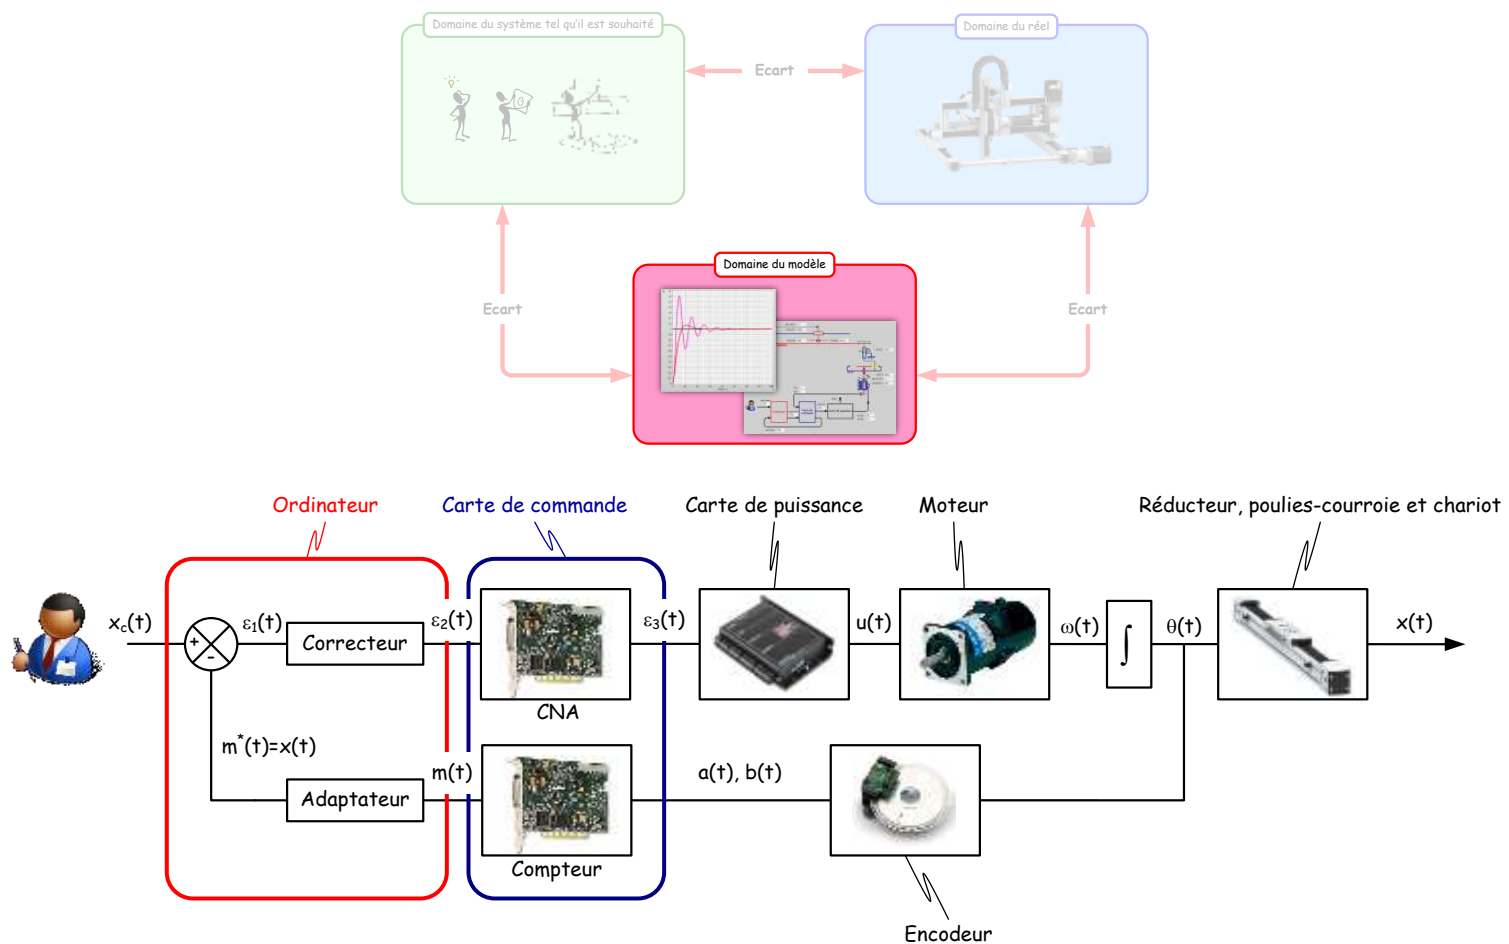 Domaine du système tel qu'il est souhaité
Domaine du réel
Ecart
Domaine du modèle
Ecart
Ecart
Ordinateur
Carte de commande
Carte de puissance
Moteur
Réducteur, poulies-courroie et chariot
xc(t)
+
-
ε1(t)
Correcteur
ε2(t)
ε3(t)
u(t)
ω(t)
∫
θ(t)
x(t)
CNA
m*(t)=x(t)
Adaptateur
m(t)
a(t), b(t)
Compteur
Encodeur